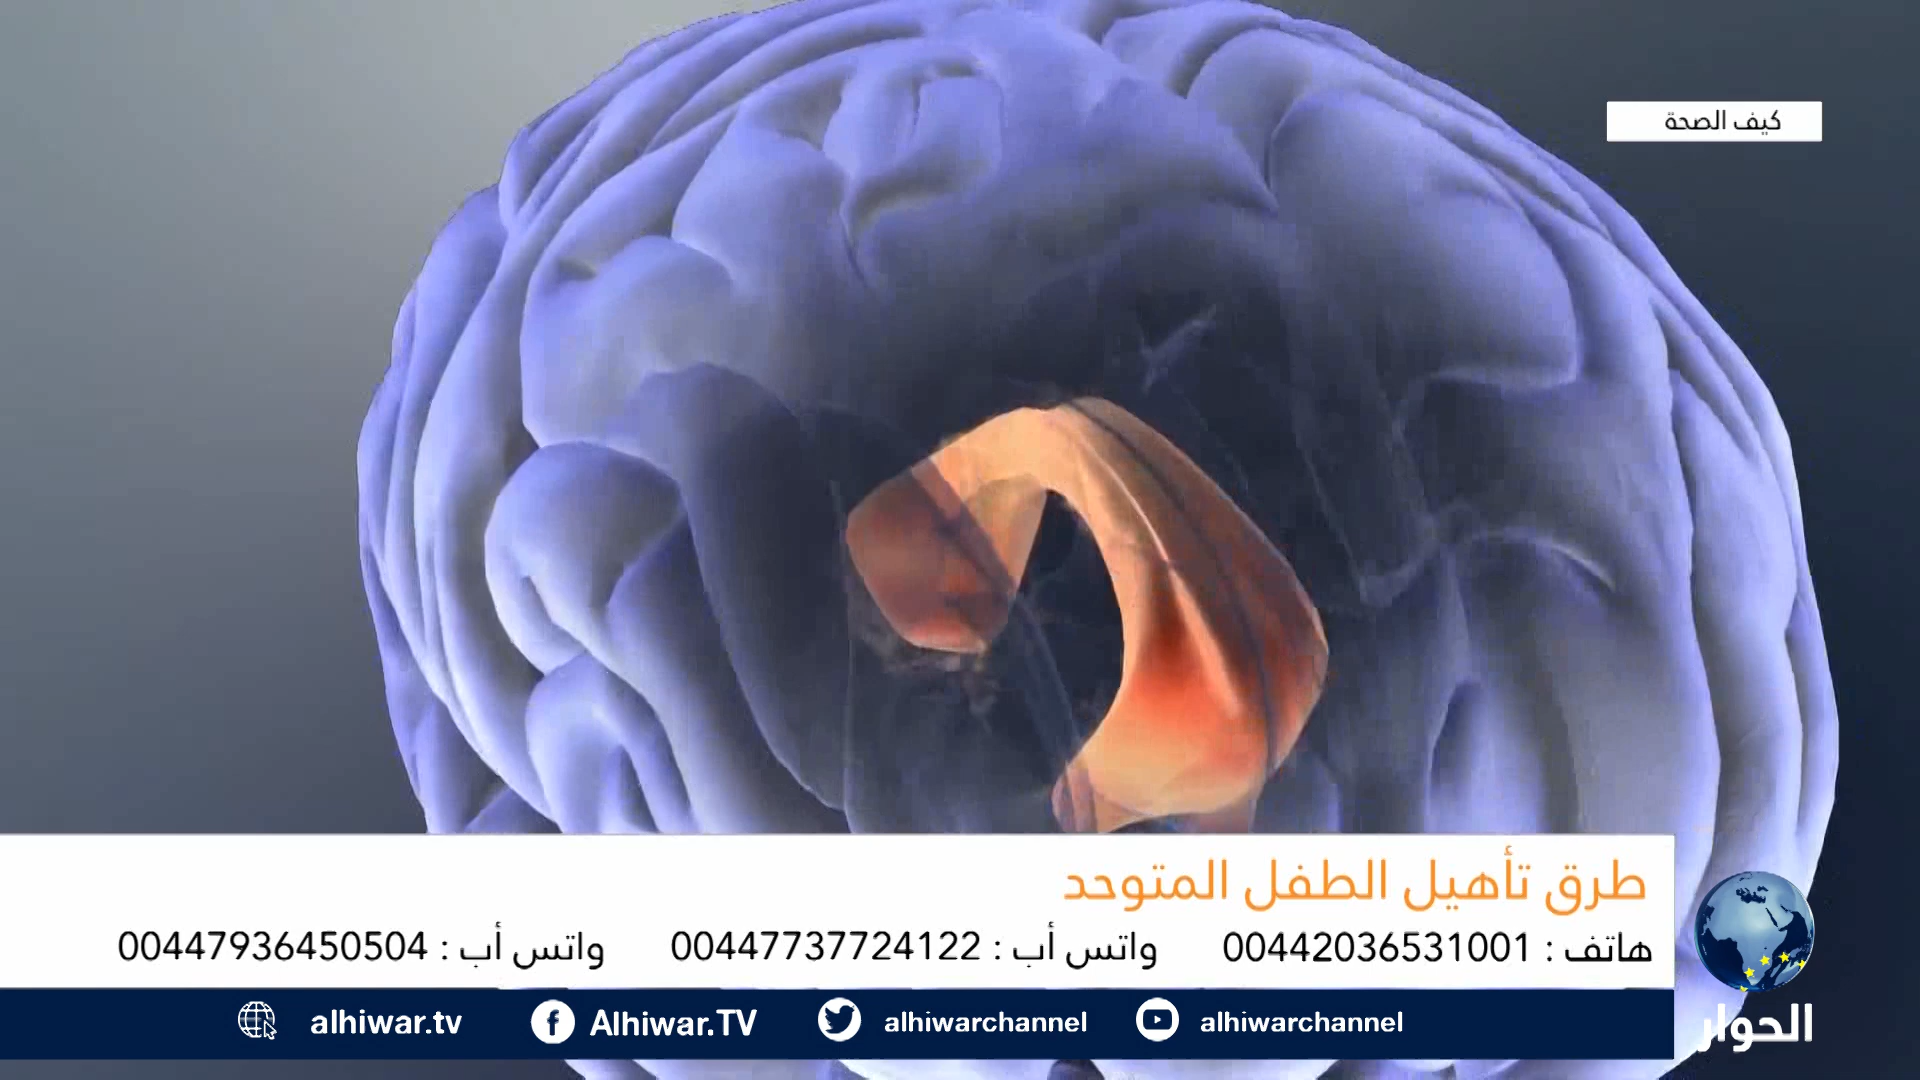 كيف الصحة
طرق تأهيل الطفل المتوحد
هاتف : 00442036531001 واتس أب : 00447737724122 واتس أب : 00447936450504
alhiwar.tv Alhiwar.TV alhiwarchannel alhiwarchannel
الحوار